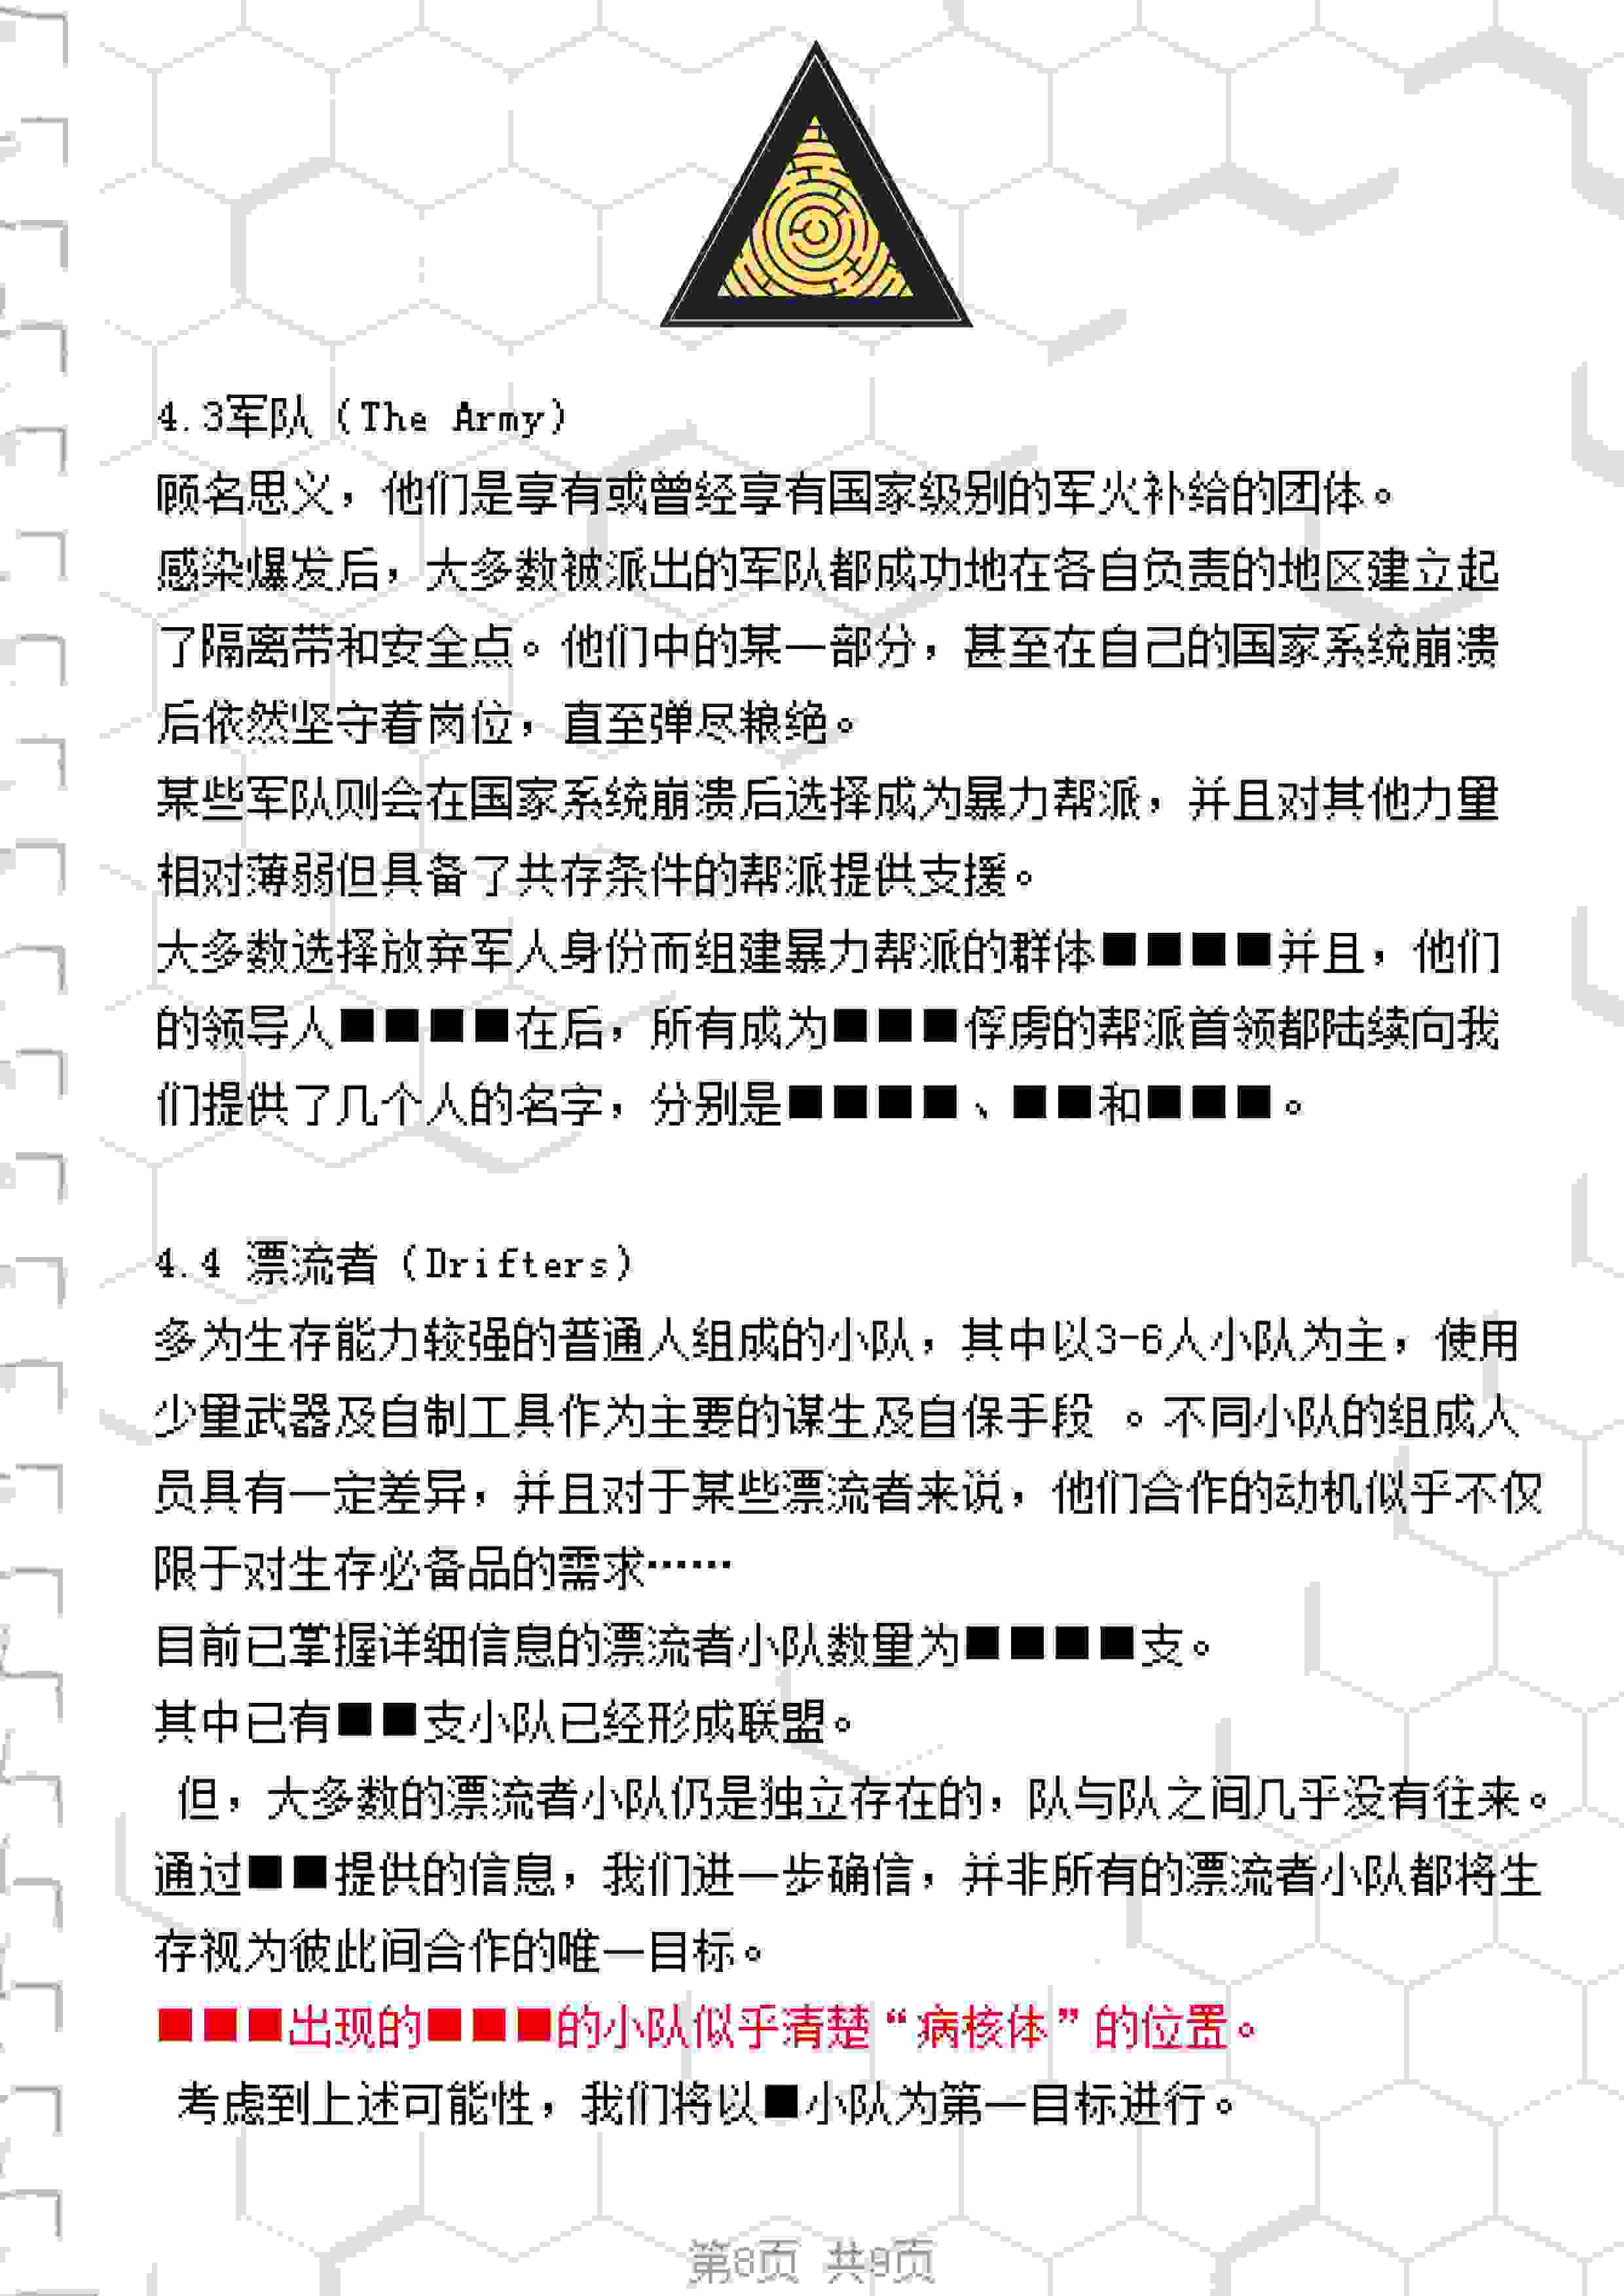 4.3军队（The Army）
顾名思义，他们是享有或曾经享有国家级别的军火补给的团体。
感染爆发后，大多数被派出的军队都成功地在各自负责的地区建立起
了隔离带和安全点。他们中的某一部分，甚至在自己的国家系统崩溃
后依然坚守着岗位，直至弹尽粮绝。
某些军队则会在国家系统崩溃后选择成为暴力帮派，并且对其他力量
相对薄弱但具备了共存条件的帮派提供支援。
大多数选择放弃军人身份而组建暴力帮派的群体■■■■并且，他们
的领导人■■■■在后，所有成为■■■俘虏的帮派首领都陆续向我
们提供了几个人的名字，分别是■■■■、■■和■■■。
4.4 漂流者（Drifters）
多为生存能力较强的普通人组成的小队，其中以3-6人小队为主，使用
少量武器及自制工具作为主要的谋生及自保手段 。不同小队的组成人
员具有一定差异，并且对于某些漂流者来说，他们合作的动机似乎不仅
限于对生存必备品的需求……
目前已掌握详细信息的漂流者小队数量为■■■■支。
其中已有■■支小队已经形成联盟。
但，大多数的漂流者小队仍是独立存在的，队与队之间几乎没有往来。
通过■■提供的信息，我们进一步确信，并非所有的漂流者小队都将生
存视为彼此间合作的唯一目标。
■■■出现的■■■的小队似乎清楚“病核体”的位置。
考虑到上述可能性，我们将以■小队为第一目标进行。
第8页 共9页